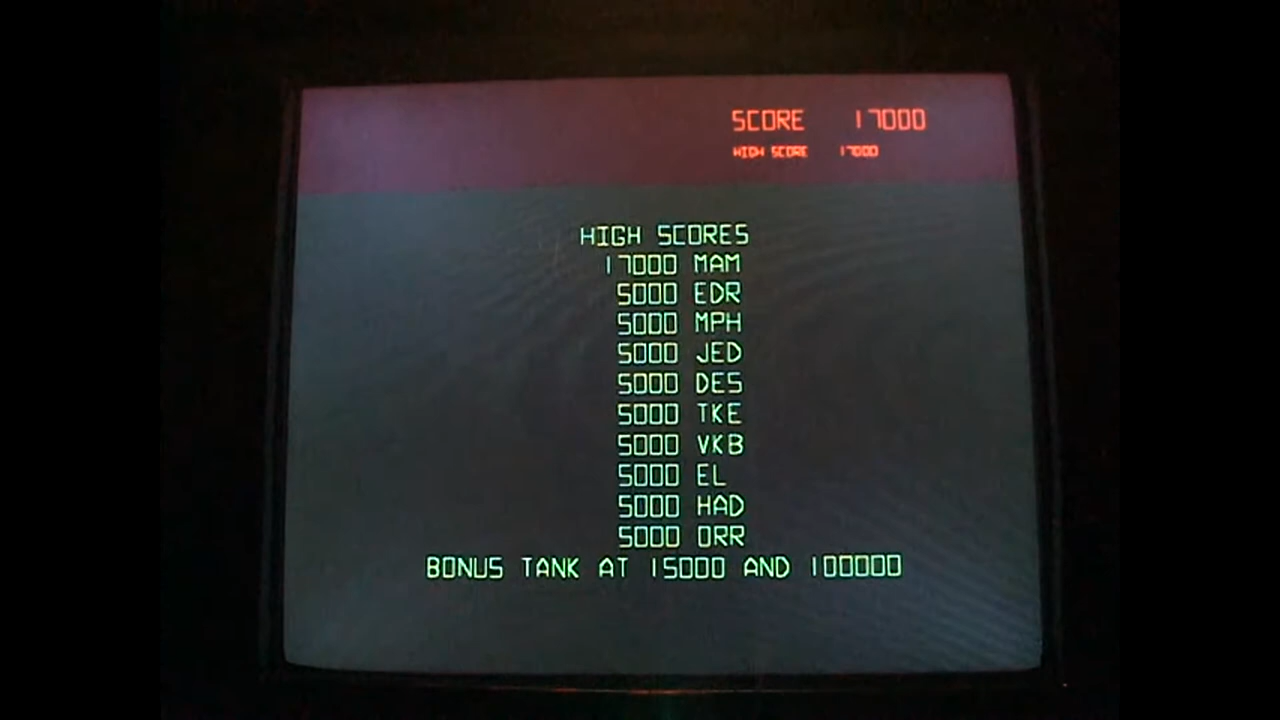 SCORE 17000
HIGH SCORE 17000
HIGH SCORES
17000 MAM
5000 EDR
5000 MPH
5000 JED
5000 DES
5000 TKE
5000 VKB
5000 EL
5000 HAD
5000 ORR
BONUS TANK AT 15000 AND 100000